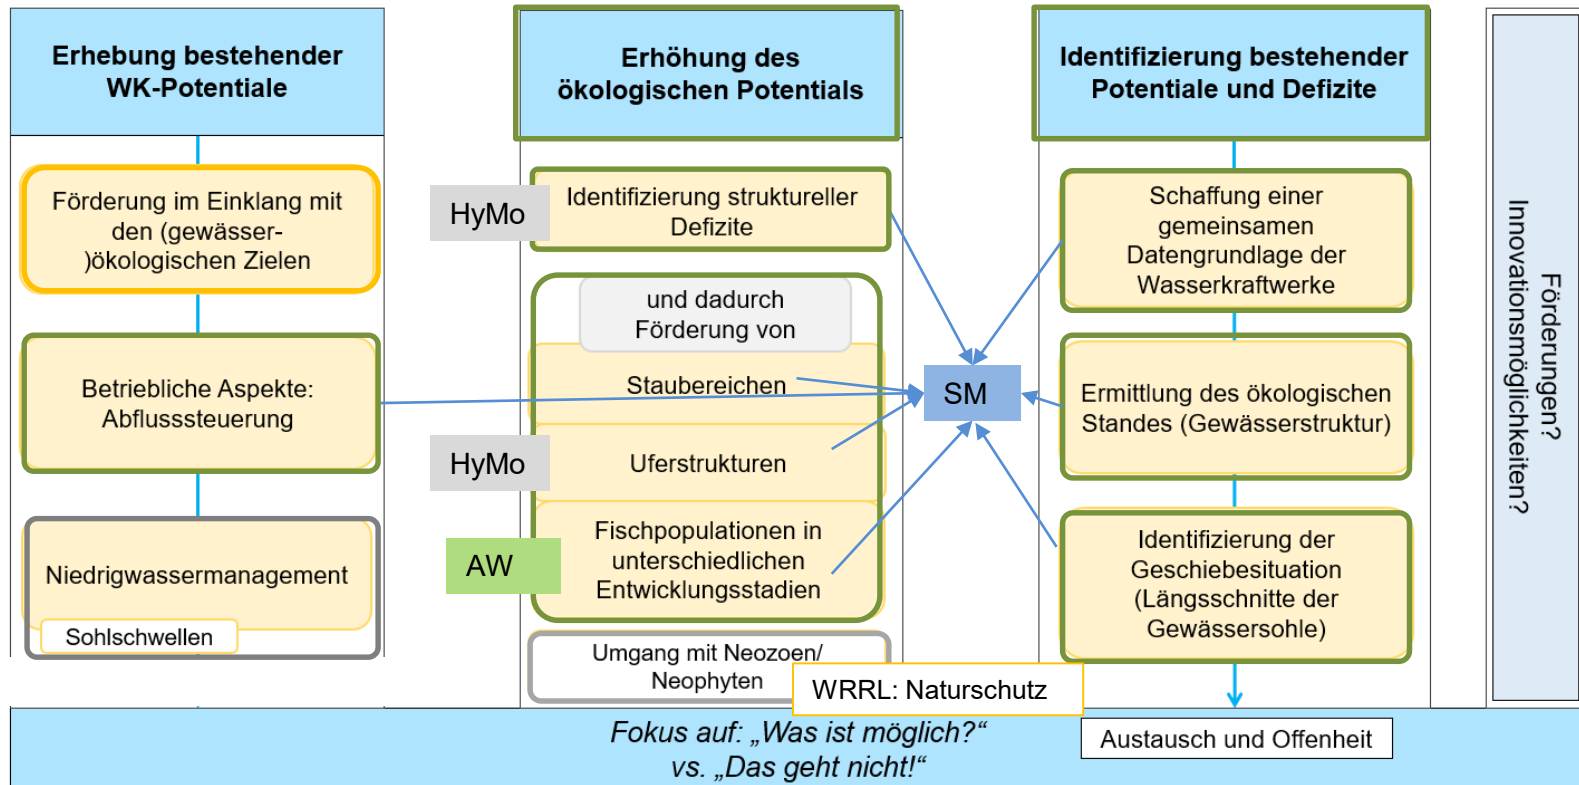 Erhebung bestehender
WK-Potentiale
Förderung im Einklang mit
den (gewässer-
)ökologischen Zielen
Betriebliche Aspekte:
Abflusssteuerung
Niedrigwassermanagement
Sohlschwellen
Erhöhung des
ökologischen Potentials
HyMo
Identifizierung struktureller
Defizite
und dadurch
Förderung von
Staubereichen
HyMo
Uferstrukturen
AW
Fischpopulationen in
unterschiedlichen
Entwicklungsstadien
Umgang mit Neozoen/
Neophyten
WRRL: Naturschutz
SM
Identifizierung bestehender
Potentiale und Defizite
Schaffung einer
gemeinsamen
Datengrundlage der
Wasserkraftwerke
Ermittlung des ökologischen
Standes (Gewässerstruktur)
Identifizierung der
Geschiebesituation
(Längsschnitte der
Gewässersohle)
Förderungen?
Innovationsmöglichkeiten?
Fokus auf: „Was ist möglich?“
vs. „Das geht nicht!“
Austausch und Offenheit